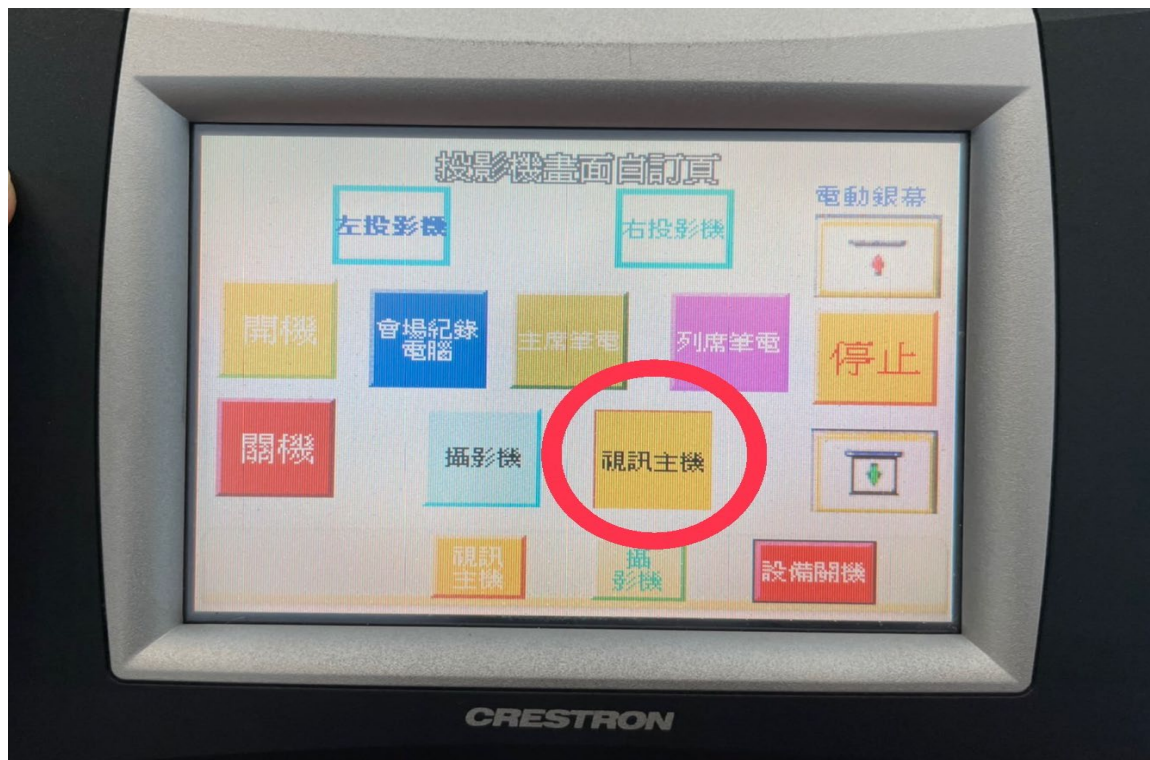 投影機畫面自訂頁
左投影機
右投影機
電動銀幕
開機
會場紀錄
電腦
主席筆電
列席筆電
停止
關機
攝影機
視訊主機
視訊
主機
攝
影機
設備關機
CRESTRON